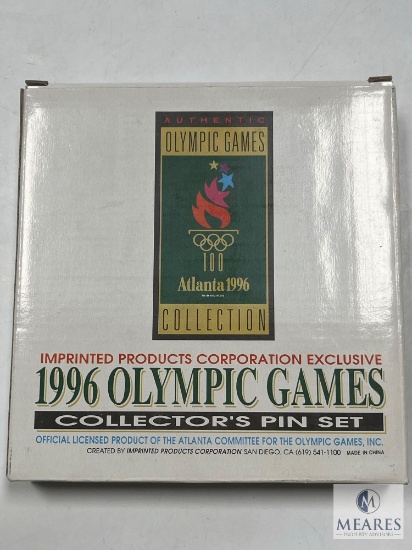 AUTHENTIC
OLYMPIC GAMES
100
Atlanta 1996
COLLECTION
IMPRINTED PRODUCTS CORPORATION EXCLUSIVE
1996 OLYMPIC GAMES
COLLECTOR'S PIN SET
OFFICIAL LICENSED PRODUCT OF THE ATLANTA COMMITTEE FOR THE OLYMPIC GAMES, INC.
CREATED BY IMPRINTED PRODUCTS CORPORATION SAN DIEGO, CA (619) 541-1100 MADE IN CHINA
M
MEARES
PROPERTY ADVISORS